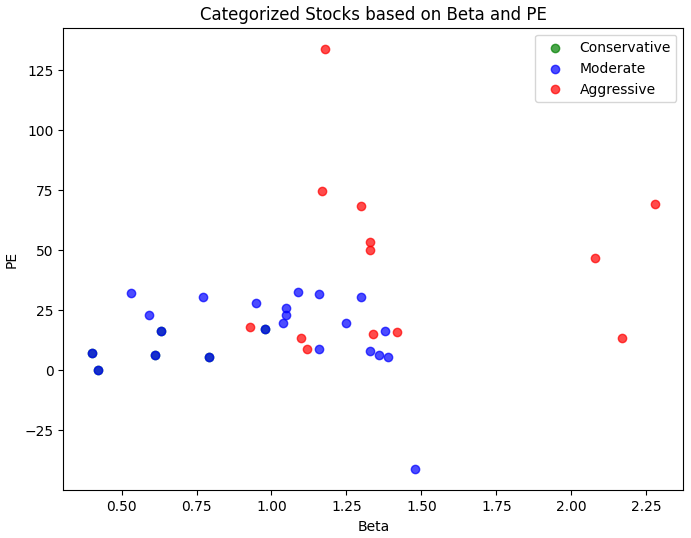 Categorized Stocks based on Beta and PE
Conservative
Moderate
Aggressive
125
100
75
50
25
0
−25
PE
0.50 0.75 1.00 1.25 1.50 1.75 2.00 2.25
Beta